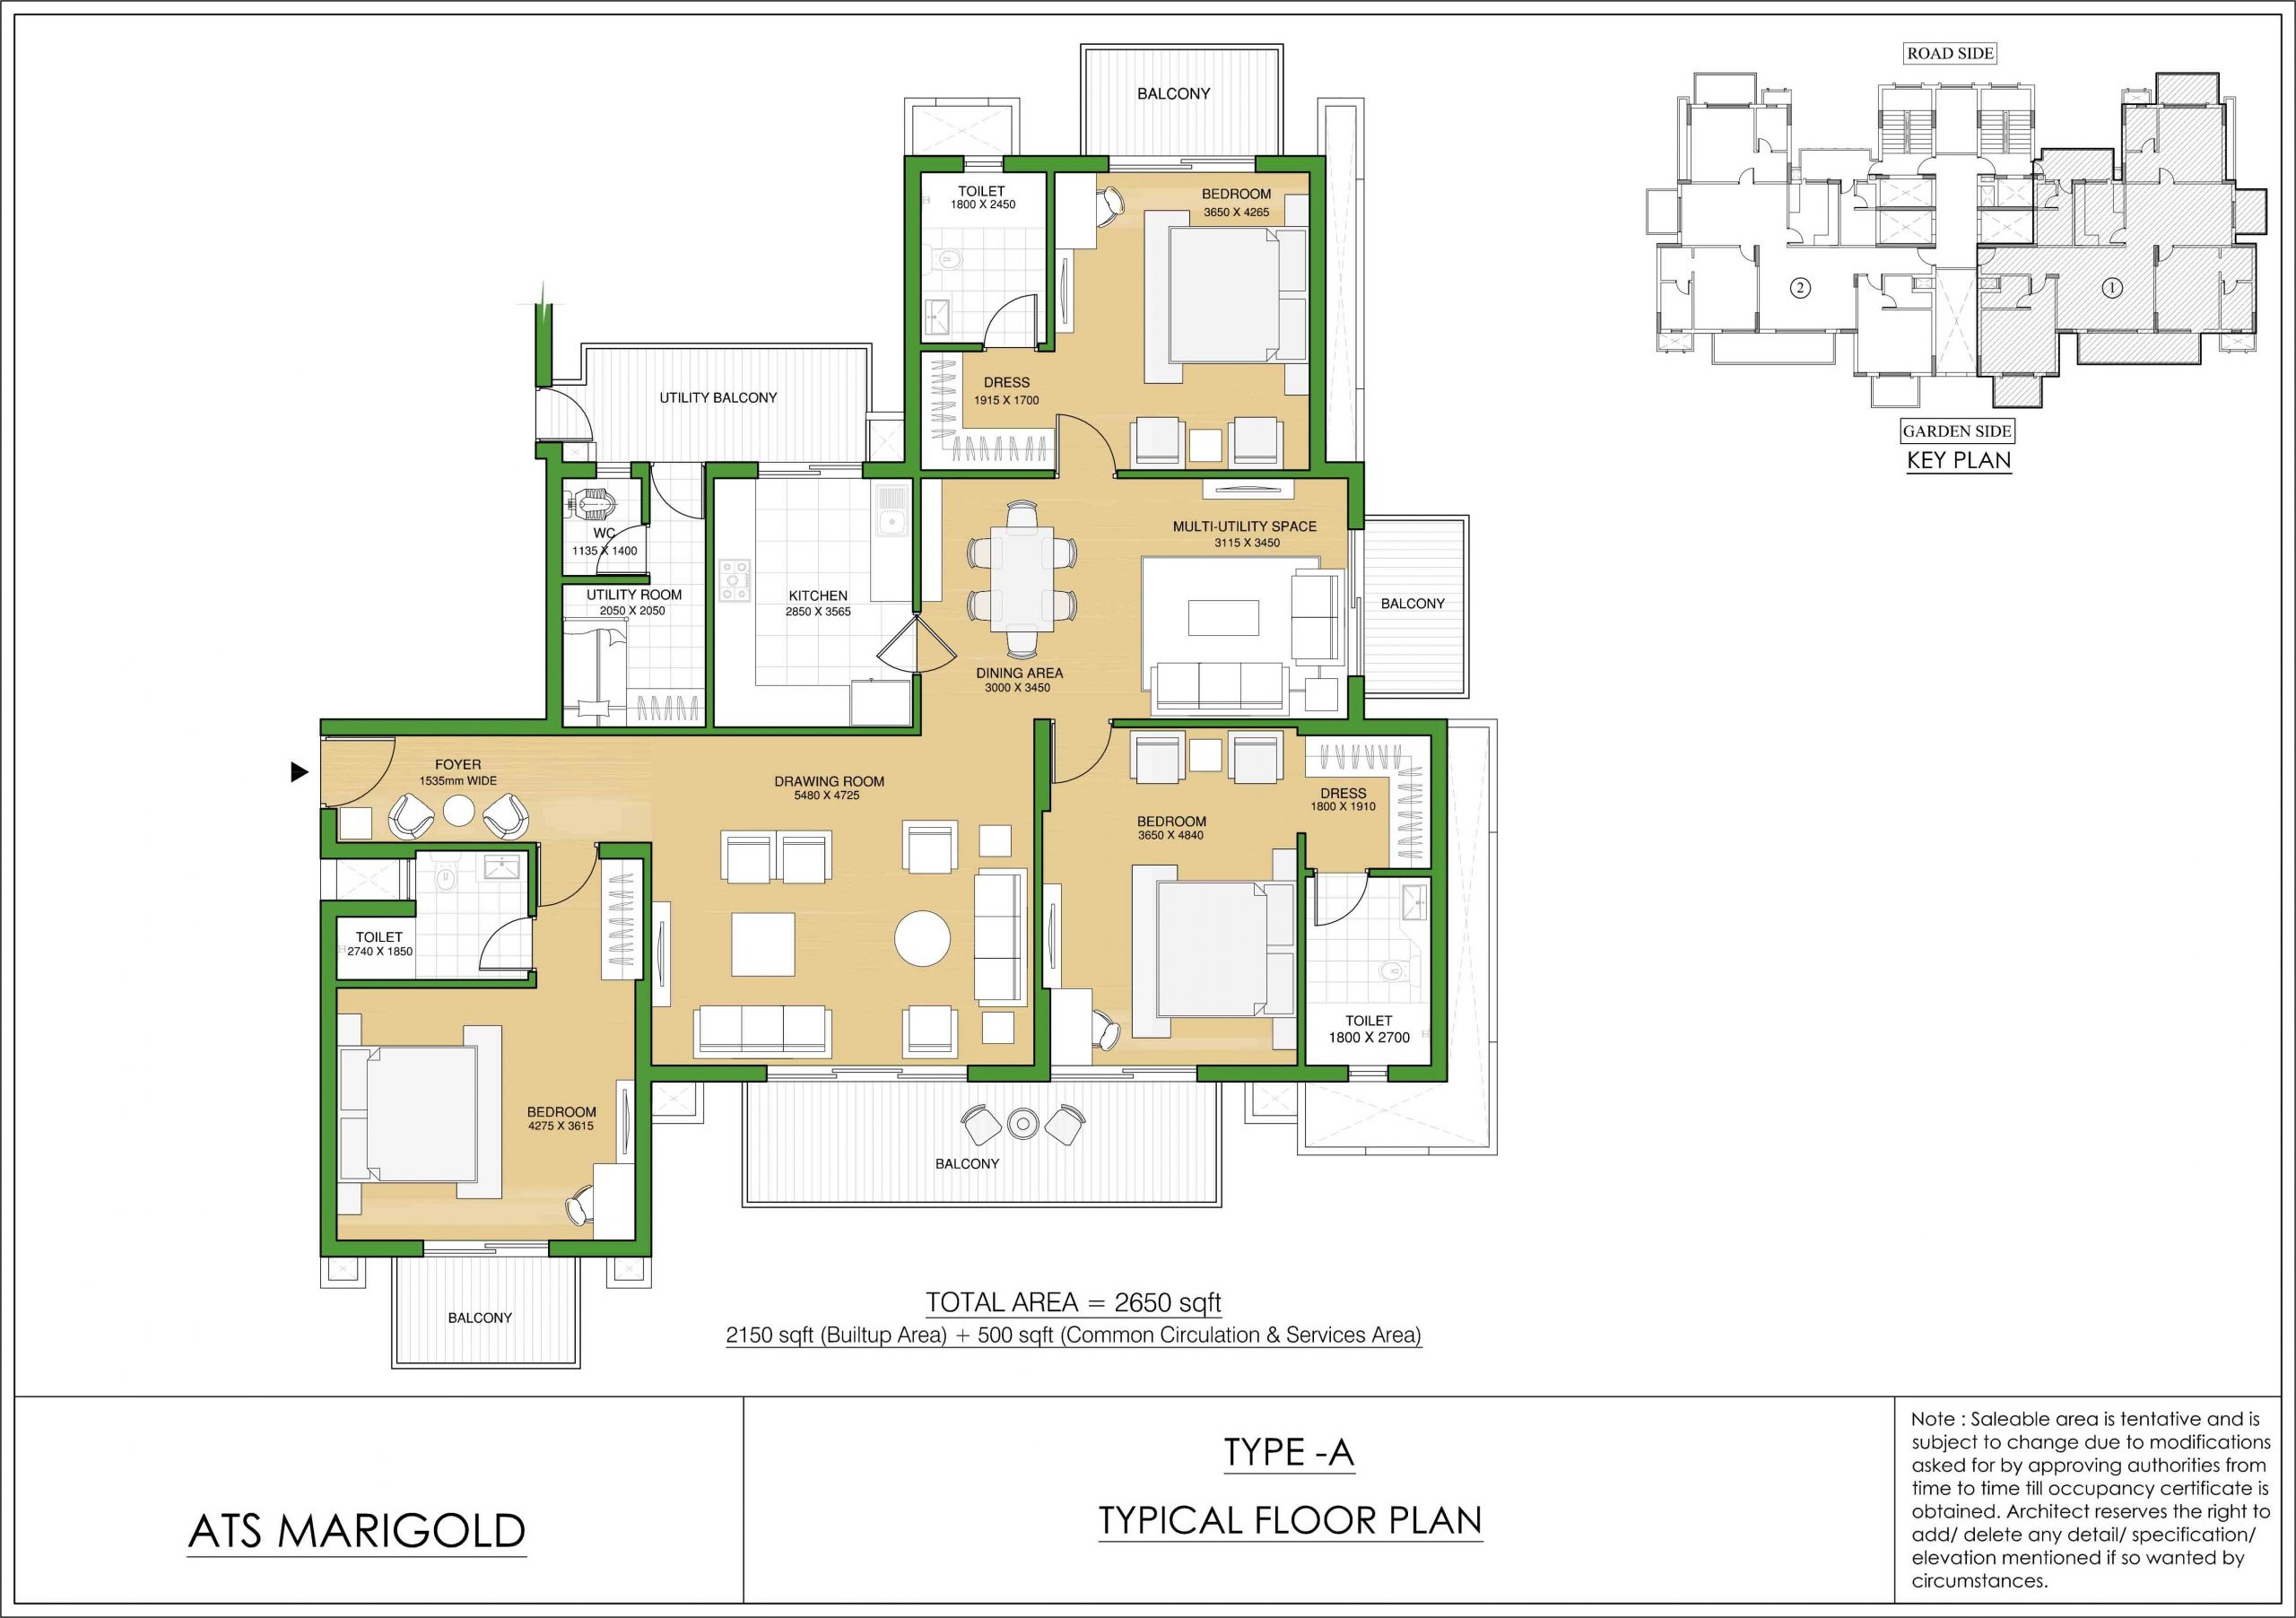 ROAD SIDE
2
1
GARDEN SIDE
KEY PLAN
BALCONY
TOILET
1800 X 2450
BEDROOM
3650 X 4265
DRESS
1915 X 1700
UTILITY BALCONY
WC
1135 X 1400
UTILITY ROOM
2050 X 2050
KITCHEN
2850 X 3565
MULTI-UTILITY SPACE
3115 X 3450
BALCONY
DINING AREA
3000 X 3450
FOYER
1535mm WIDE
DRAWING ROOM
5480 X 4725
BEDROOM
3650 X 4840
DRESS
1800 X 1910
TOILET
2740 X 1850
TOILET
1800 X 2700
BEDROOM
4275 X 3615
BALCONY
BALCONY
TOTAL AREA = 2650 sqft
2150 sqft (Builtup Area) + 500 sqft (Common Circulation & Services Area)
ATS MARIGOLD
TYPE -A
TYPICAL FLOOR PLAN
Note : Saleable area is tentative and is
subject to change due to modifications
asked for by approving authorities from
time to time till occupancy certificate is
obtained. Architect reserves the right to
add/ delete any detail/ specification/
elevation mentioned if so wanted by
circumstances.